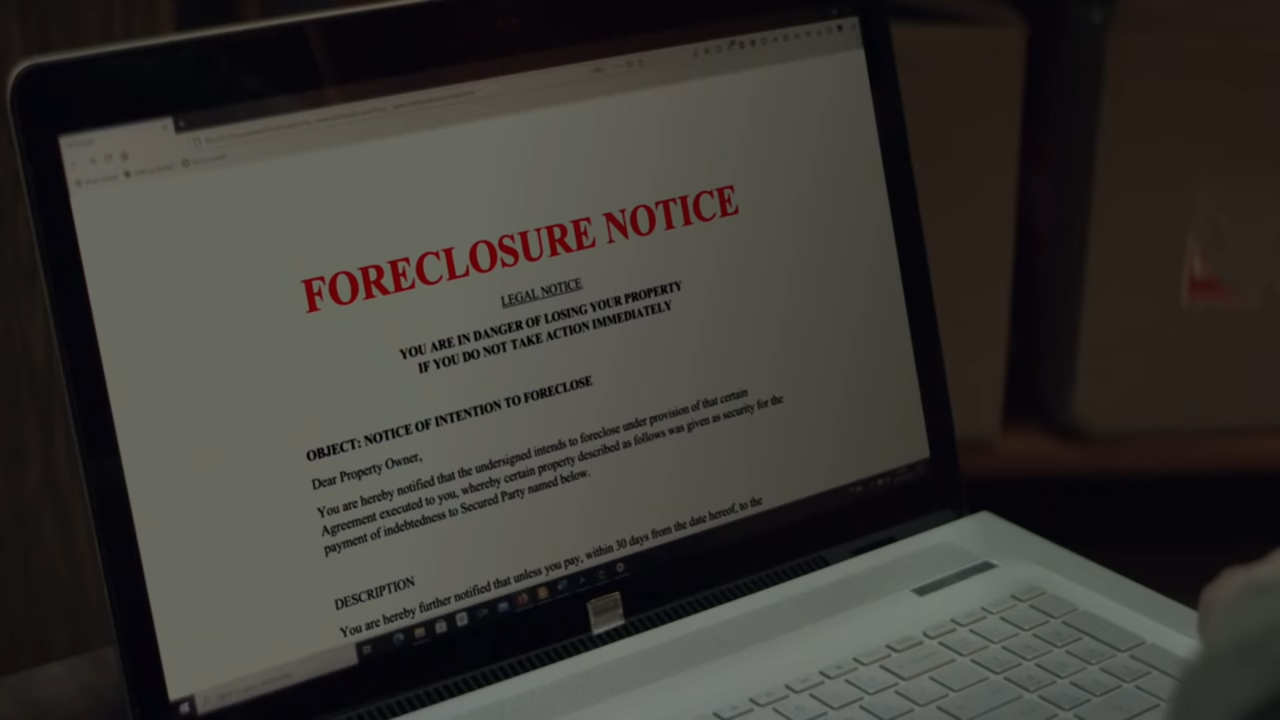 FORECLOSURE NOTICE
LEGAL NOTICE
YOU ARE IN DANGER OF LOSING YOUR PROPERTY
IF YOU DO NOT TAKE ACTION IMMEDIATELY
OBJECT: NOTICE OF INTENTION TO FORECLOSE
Dear Property Owner,
You are hereby notified that the undersigned intends to foreclose under provision of that certain
Agreement executed to you, whereby certain property described as follows was given as security for the
payment of indebtedness to Secured Party named below.
DESCRIPTION
You are hereby further notified that unless you pay, within 30 days from the date hereof, to the